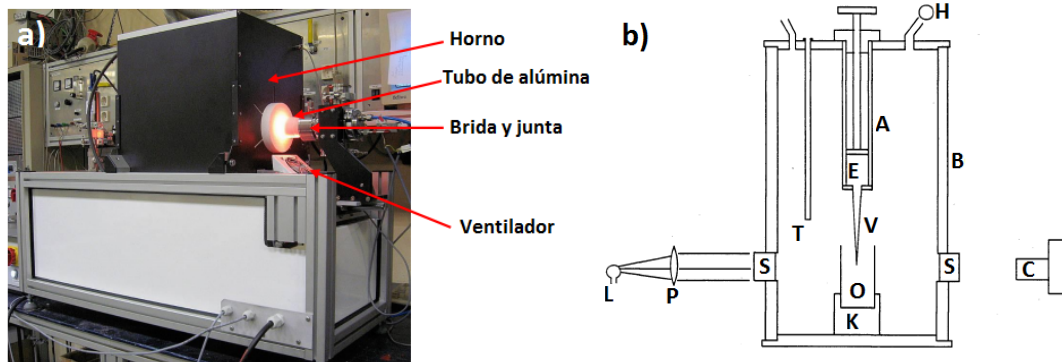 a)
Horno
Tubo de alúmina
Brida y junta
Ventilador
b)
H
A
E
B
T
V
S
S
C
L
P
O
K